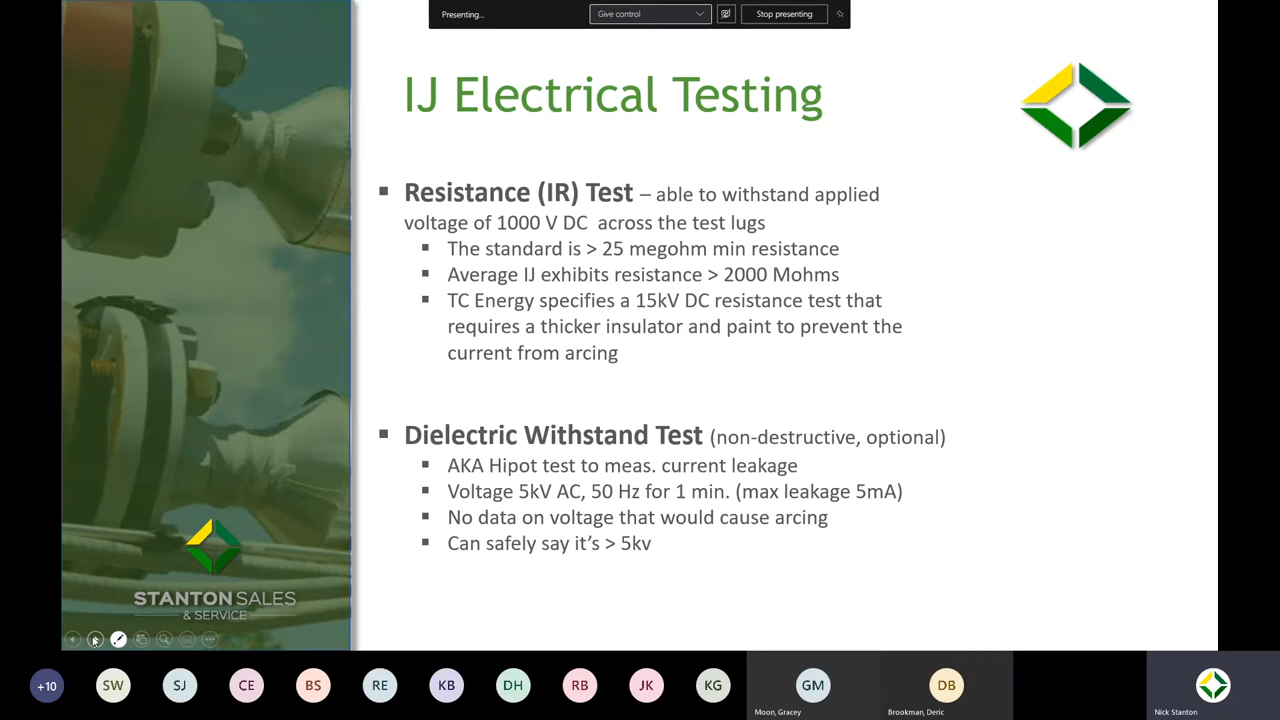 Presenting...
Give control
Stop presenting
IJ Electrical Testing
Resistance (IR) Test – able to withstand applied
voltage of 1000 V DC across the test lugs
The standard is > 25 megohm min resistance
Average IJ exhibits resistance > 2000 Mohms
TC Energy specifies a 15kV DC resistance test that
requires a thicker insulator and paint to prevent the
current from arcing
Dielectric Withstand Test (non-destructive, optional)
AKA Hipot test to meas. current leakage
Voltage 5kV AC, 50 Hz for 1 min. (max leakage 5mA)
No data on voltage that would cause arcing
Can safely say it's > 5kv
STANTON SALES
& SERVICE
+10 SW SJ CE BS RE KB DH RB JK KG GM DB
Moon, Gracey Brookman, Deric Nick Stanton